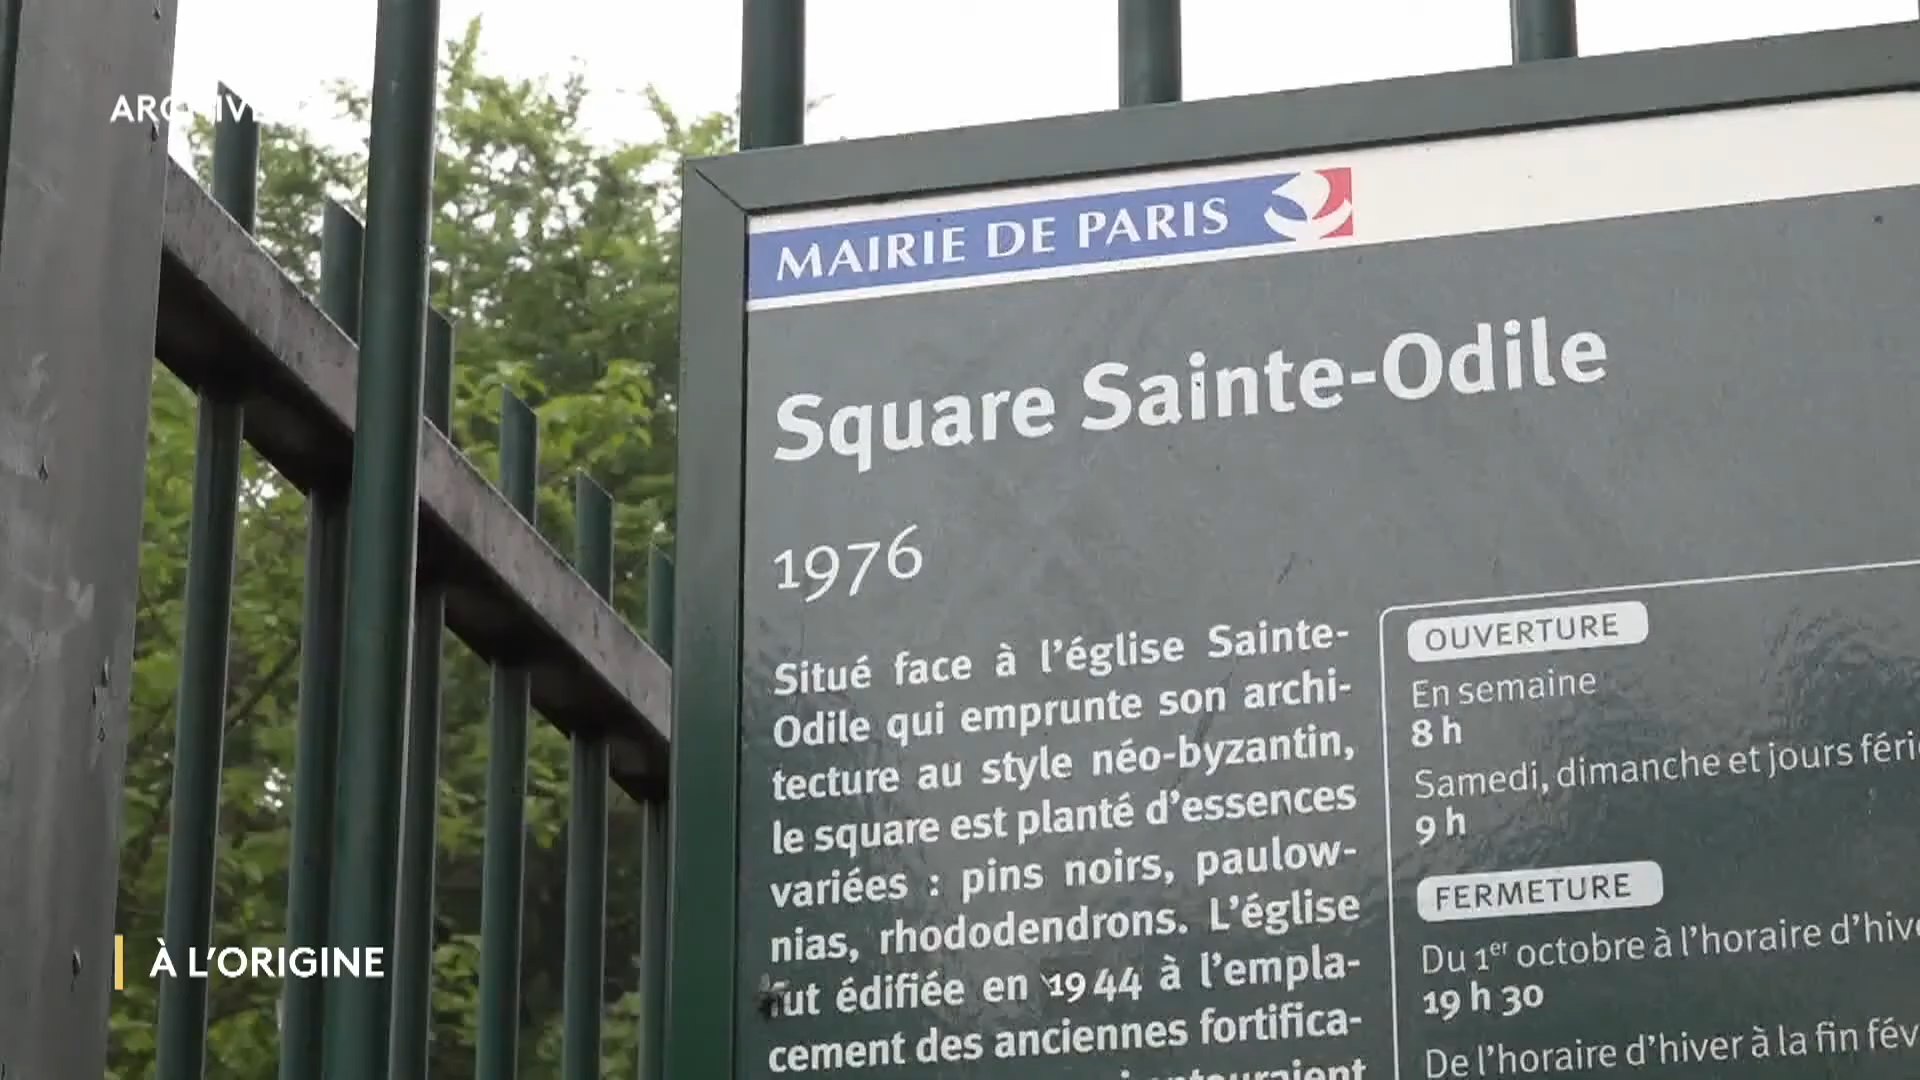 ARCHIVE
MAIRIE DE PARIS
Square Sainte-Odile
1976
Situé face à l'église Sainte-
Odile qui emprunte son archi-
tecture au style néo-byzantin,
le square est planté d'essences
variées : pins noirs, paulow-
nias, rhododendrons. L'église
fut édifiée en 1944 à l'empla-
cement des anciennes fortifica-
OUVERTURE
En semaine
8 h
Samedi, dimanche et jours féri
9 h
FERMETURE
Du 1er octobre à l'horaire d'hive
19 h 30
De l'horaire d'hiver à la fin fév
À L'ORIGINE